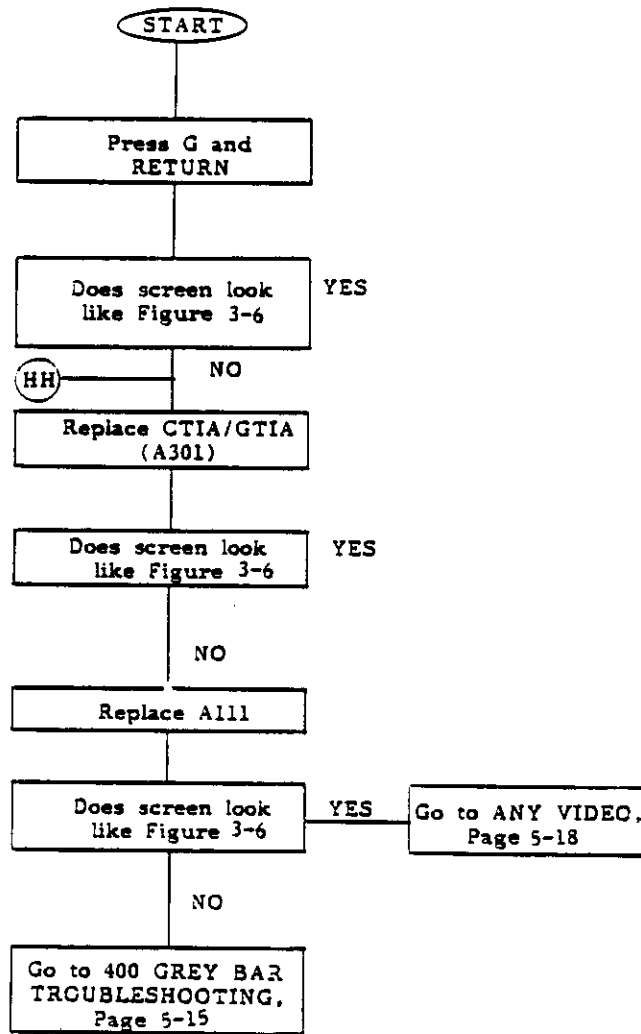 START
Press G and
RETURN
Does screen look
like Figure 3-6
YES
NO
HH
Replace CTIA/GTIA
(A301)
Does screen look
like Figure 3-6
YES
NO
Replace A111
Does screen look
like Figure 3-6
YES
Go to ANY VIDEO,
Page 5-18
NO
Go to 400 GREY BAR
TROUBLESHOOTING,
Page 5-15